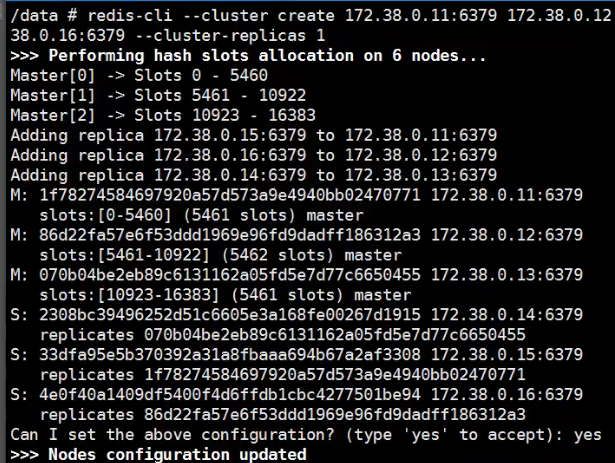 /data # redis-cli --cluster create 172.38.0.11:6379 172.38.0.12
38.0.16:6379 --cluster-replicas 1
>>> Performing hash slots allocation on 6 nodes...
Master[0] -> Slots 0 - 5460
Master[1] -> Slots 5461 - 10922
Master[2] -> Slots 10923 - 16383
Adding replica 172.38.0.15:6379 to 172.38.0.11:6379
Adding replica 172.38.0.16:6379 to 172.38.0.12:6379
Adding replica 172.38.0.14:6379 to 172.38.0.13:6379
M: 1f78274584697920a57d573a9e4940bb02470771 172.38.0.11:6379
slots:[0-5460] (5461 slots) master
M: 86d22fa57e6f53ddd1969e96fd9dadff186312a3 172.38.0.12:6379
slots:[5461-10922] (5462 slots) master
M: 070b04be2eb89c6131162a05fd5e7d77c6650455 172.38.0.13:6379
slots:[10923-16383] (5461 slots) master
S: 2308bc39496252d51c6605e3a168fe00267d1915 172.38.0.14:6379
replicates 070b04be2eb89c6131162a05fd5e7d77c6650455
S: 33dfa95e5b370392a31a8fbaaa694b67a2af3308 172.38.0.15:6379
replicates 1f78274584697920a57d573a9e4940bb02470771
S: 4e0f40a1409df5400f4d6ffdb1cbc4277501be94 172.38.0.16:6379
replicates 86d22fa57e6f53ddd1969e96fd9dadff186312a3
Can I set the above configuration? (type 'yes' to accept): yes
>>> Nodes configuration updated